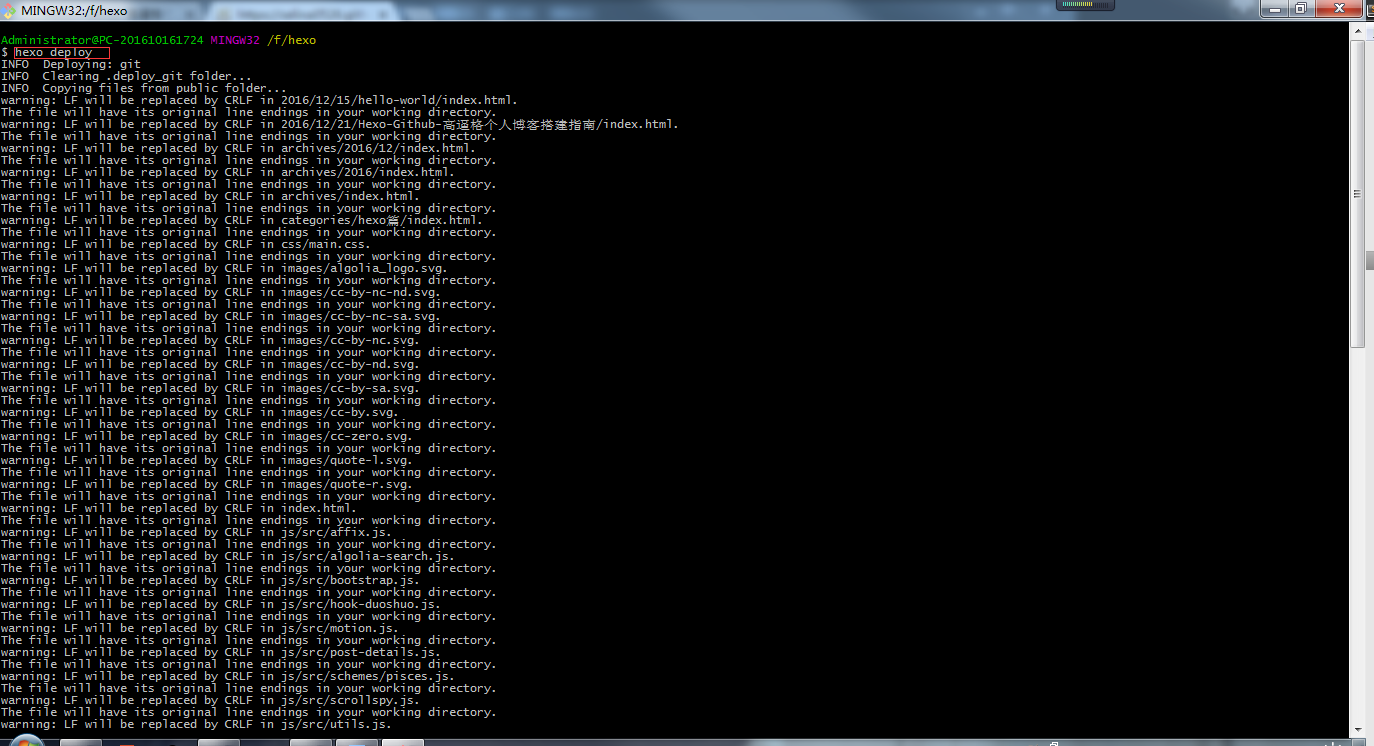 MINGW32:/f/hexo
Administrator@PC-201610161724 MINGW32 /f/hexo
$ hexo deploy
INFO  Deploying: git
INFO  Clearing .deploy_git folder...
INFO  Copying files from public folder...
warning: LF will be replaced by CRLF in 2016/12/15/hello-world/index.html.
The file will have its original line endings in your working directory.
warning: LF will be replaced by CRLF in 2016/12/21/Hexo-Github-高逼格个人博客搭建指南/index.html.
The file will have its original line endings in your working directory.
warning: LF will be replaced by CRLF in archives/2016/12/index.html.
The file will have its original line endings in your working directory.
warning: LF will be replaced by CRLF in archives/2016/index.html.
The file will have its original line endings in your working directory.
warning: LF will be replaced by CRLF in archives/index.html.
The file will have its original line endings in your working directory.
warning: LF will be replaced by CRLF in categories/hexo篇/index.html.
The file will have its original line endings in your working directory.
warning: LF will be replaced by CRLF in css/main.css.
The file will have its original line endings in your working directory.
warning: LF will be replaced by CRLF in images/algolia_logo.svg.
The file will have its original line endings in your working directory.
warning: LF will be replaced by CRLF in images/cc-by-nc-nd.svg.
The file will have its original line endings in your working directory.
warning: LF will be replaced by CRLF in images/cc-by-nc-sa.svg.
The file will have its original line endings in your working directory.
warning: LF will be replaced by CRLF in images/cc-by-nc.svg.
The file will have its original line endings in your working directory.
warning: LF will be replaced by CRLF in images/cc-by-nd.svg.
The file will have its original line endings in your working directory.
warning: LF will be replaced by CRLF in images/cc-by-sa.svg.
The file will have its original line endings in your working directory.
warning: LF will be replaced by CRLF in images/cc-by.svg.
The file will have its original line endings in your working directory.
warning: LF will be replaced by CRLF in images/cc-zero.svg.
The file will have its original line endings in your working directory.
warning: LF will be replaced by CRLF in images/quote-l.svg.
The file will have its original line endings in your working directory.
warning: LF will be replaced by CRLF in images/quote-r.svg.
The file will have its original line endings in your working directory.
warning: LF will be replaced by CRLF in index.html.
The file will have its original line endings in your working directory.
warning: LF will be replaced by CRLF in js/src/affix.js.
The file will have its original line endings in your working directory.
warning: LF will be replaced by CRLF in js/src/algolia-search.js.
The file will have its original line endings in your working directory.
warning: LF will be replaced by CRLF in js/src/bootstrap.js.
The file will have its original line endings in your working directory.
warning: LF will be replaced by CRLF in js/src/hook-duoshuo.js.
The file will have its original line endings in your working directory.
warning: LF will be replaced by CRLF in js/src/motion.js.
The file will have its original line endings in your working directory.
warning: LF will be replaced by CRLF in js/src/post-details.js.
The file will have its original line endings in your working directory.
warning: LF will be replaced by CRLF in js/src/schemes/pisces.js.
The file will have its original line endings in your working directory.
warning: LF will be replaced by CRLF in js/src/scrollspy.js.
The file will have its original line endings in your working directory.
warning: LF will be replaced by CRLF in js/src/utils.js.